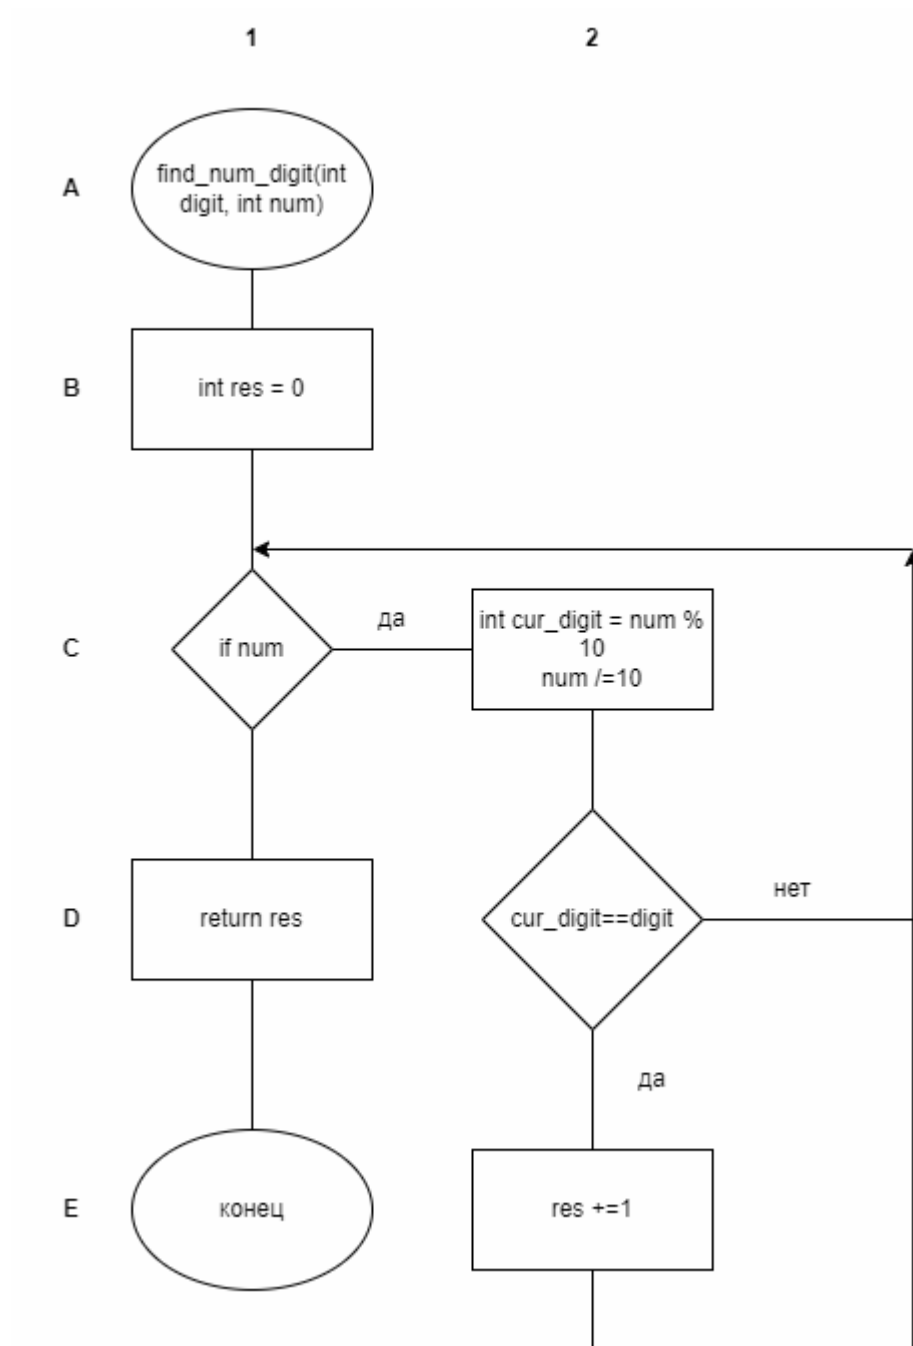 1
2
A
find_num_digit(int
digit, int num)
B
int res = 0
C
if num
да
int cur_digit = num %
10
num /=10
D
return res
cur_digit==digit
нет
да
E
конец
res +=1